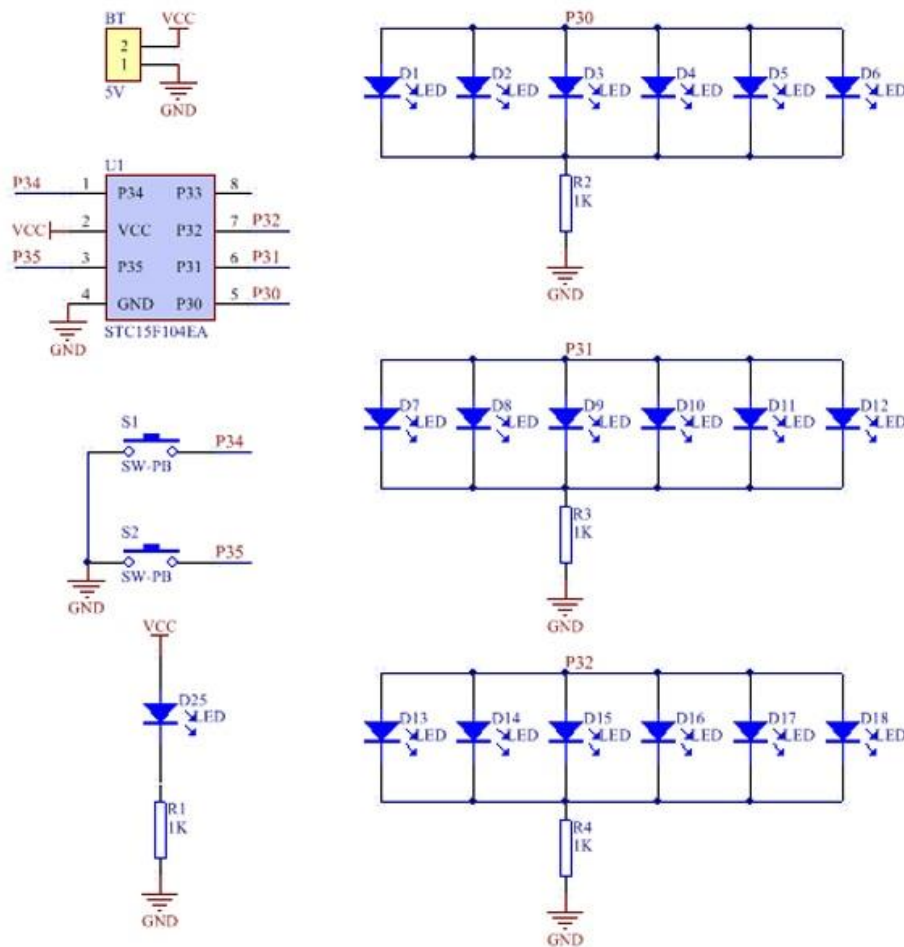 BT
VCC
2
1
5V
GND
U1
P34 1 P34 P33 8
VCC 2 VCC P32 7 P32
P35 3 P35 P31 6 P31
4 GND P30 5 P30
GND
STC15F104EA
S1
P34
SW-PB
S2
P35
SW-PB
GND
VCC
D25
LED
R1
1K
GND
P30
D1 D2 D3 D4 D5 D6
LED LED LED LED LED LED
R2
1K
GND
P31
D7 D8 D9 D10 D11 D12
LED LED LED LED LED LED
R3
1K
GND
P32
D13 D14 D15 D16 D17 D18
LED LED LED LED LED LED
R4
1K
GND